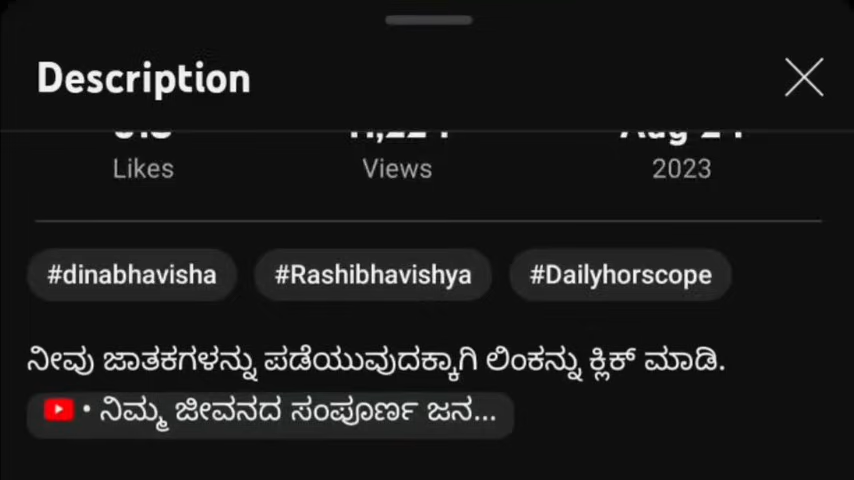 Description
Likes Views 2023
#dinabhavisha #Rashibhavishya #Dailyhorscope
ನೀವು ಜಾತಕಗಳನ್ನು ಪಡೆಯುವುದಕ್ಕಾಗಿ ಲಿಂಕನ್ನು ಕ್ಲಿಕ್ ಮಾಡಿ.
• ನಿಮ್ಮ ಜೀವನದ ಸಂಪೂರ್ಣ ಜನ...